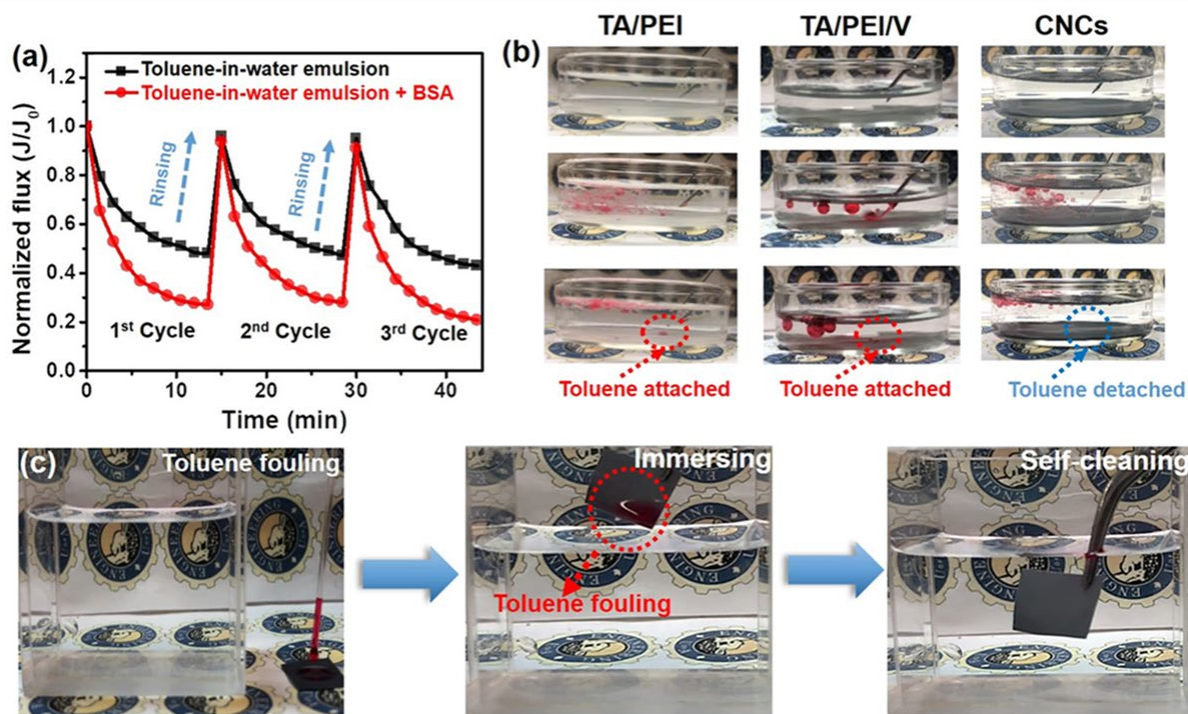 (a)
1.2
1.0
0.8
0.6
0.4
0.2
0.0
Normalized flux (J/J₀)
Toluene-in-water emulsion
Toluene-in-water emulsion + BSA
Rinsing
Rinsing
1st Cycle
2nd Cycle
3rd Cycle
0
10
20
30
40
Time (min)
(b)
TA/PEI
TA/PEI/V
CNCs
Toluene attached
Toluene attached
Toluene detached
(c)
Toluene fouling
Immersing
Toluene fouling
Self-cleaning